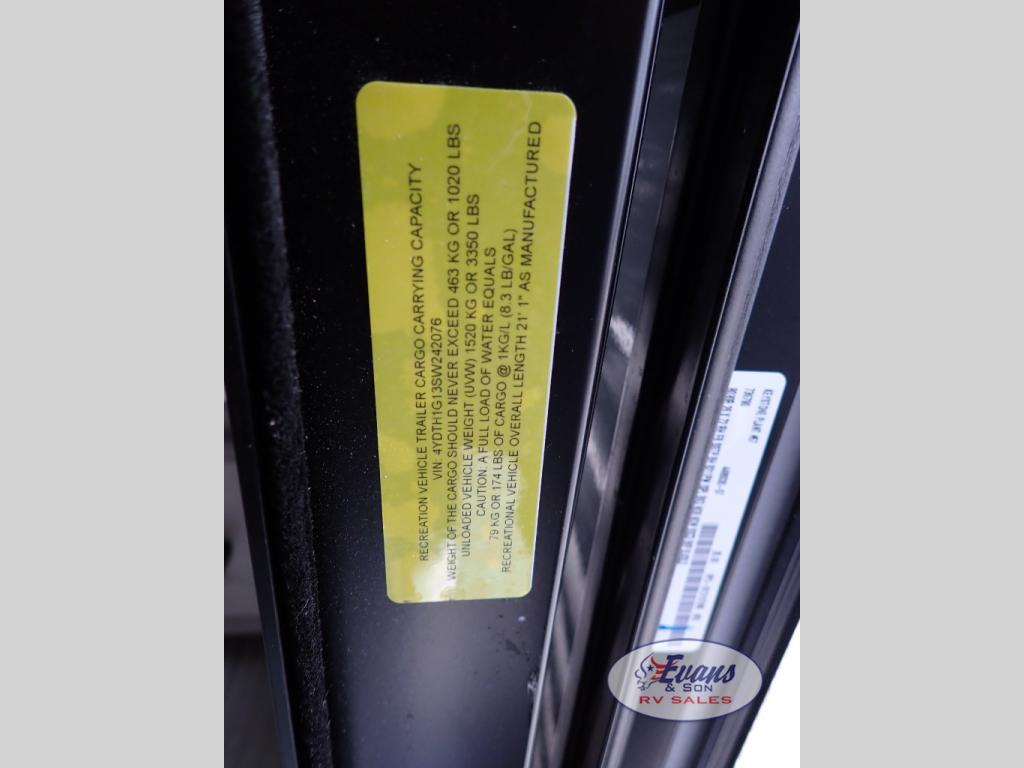 RECREATION VEHICLE TRAILER CARGO CARRYING CAPACITY
VIN: 4YDTH1G13SW242076
WEIGHT OF THE CARGO SHOULD NEVER EXCEED 463 KG OR 1020 LBS
UNLOADED VEHICLE WEIGHT (UVW) 1520 KG OR 3350 LBS
CAUTION: A FULL LOAD OF WATER EQUALS
79 KG OR 174 LBS OF CARGO @ 1KG/L (8.3 LB/GAL)
RECREATIONAL VEHICLE OVERALL LENGTH 21' 1" AS MANUFACTURED
Evans
& SON
RV SALES